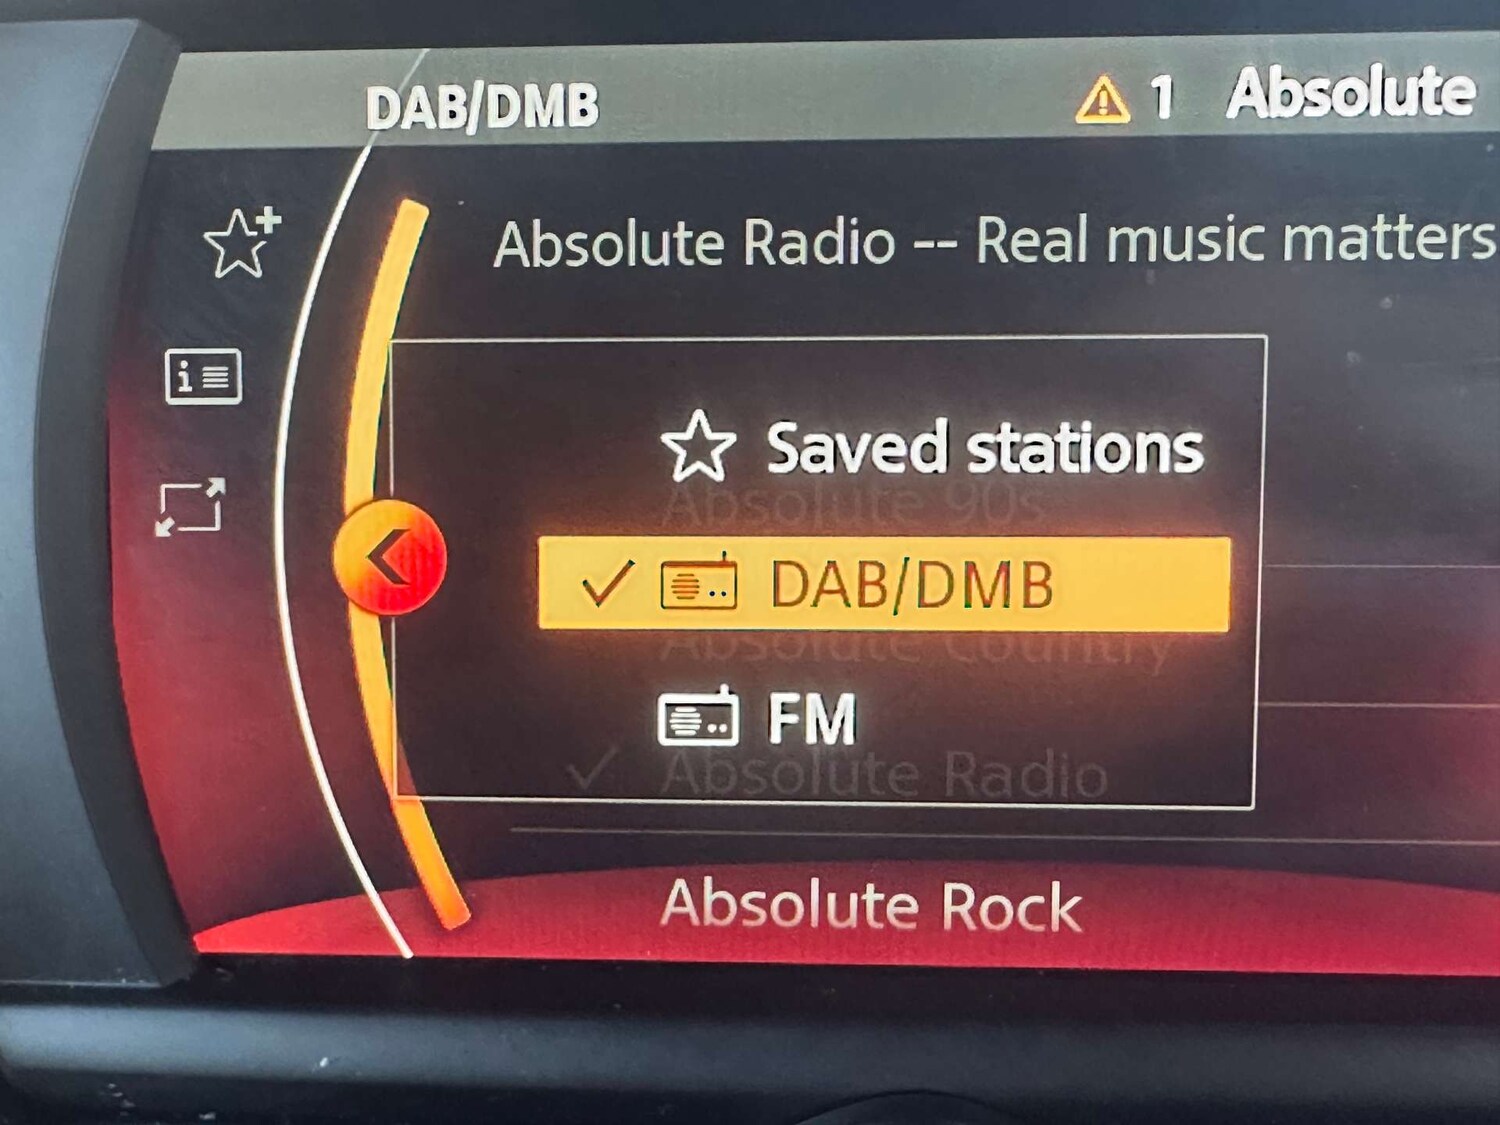 DAB/DMB
1 Absolute
Absolute Radio -- Real music matters
Saved stations
Absolute 90s
DAB/DMB
Absolute Country
FM
Absolute Radio
Absolute Rock